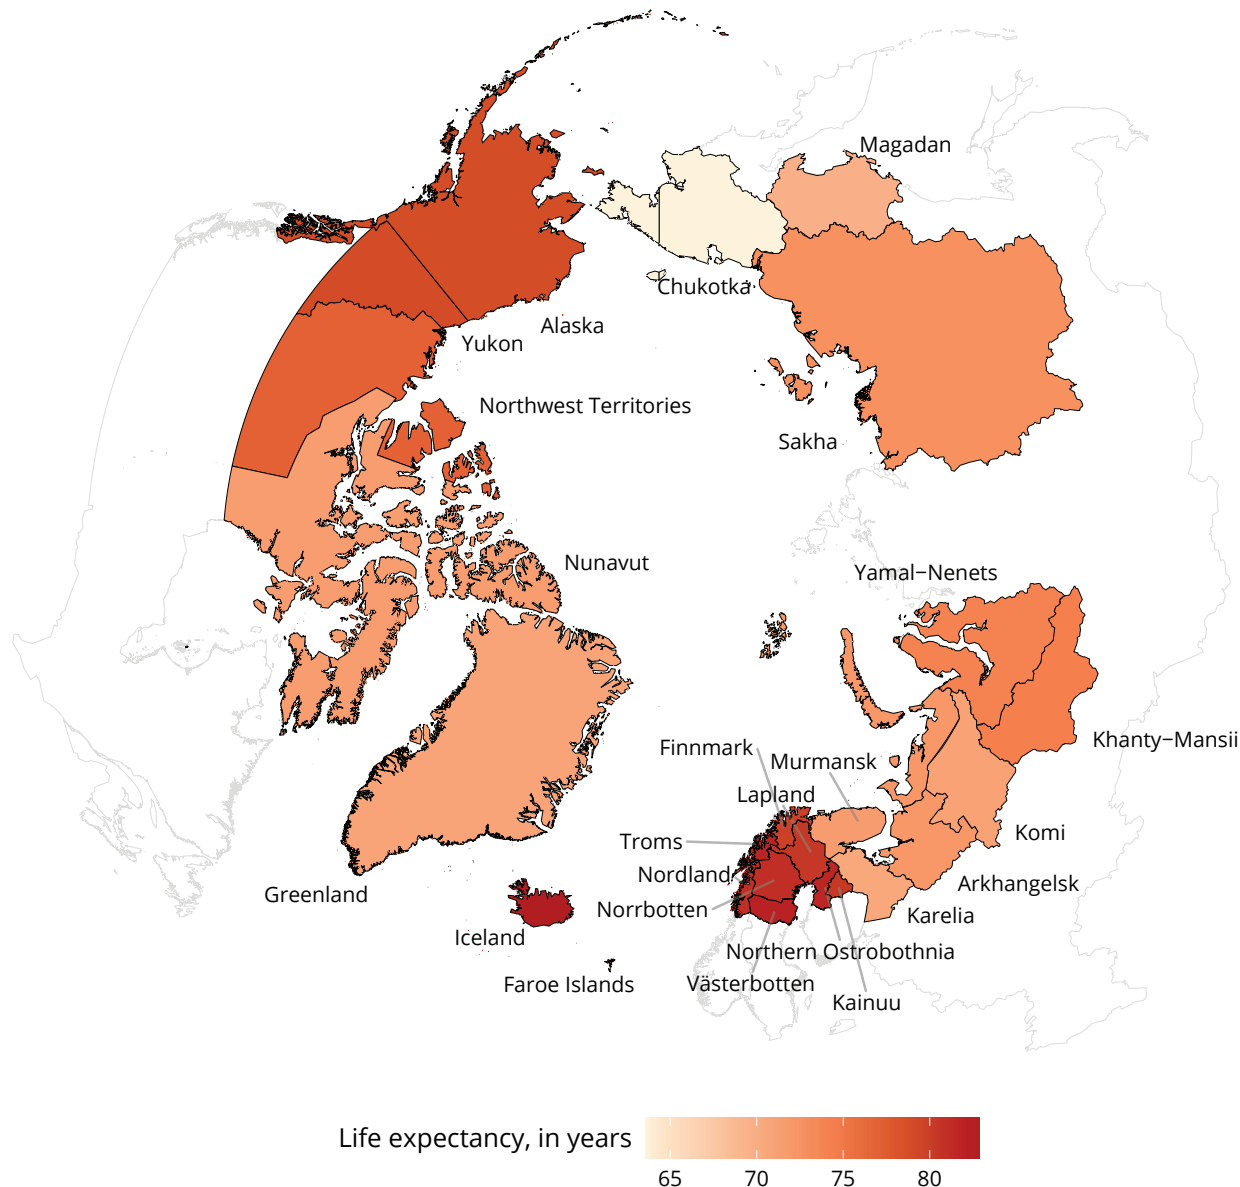 Magadan
Chukotka
Alaska
Yukon
Northwest Territories
Sakha
Nunavut
Yamal−Nenets
Khanty−Mansii
Finnmark
Murmansk
Lapland
Komi
Troms
Nordland
Arkhangelsk
Greenland
Norrbotten
Karelia
Iceland
Northern Ostrobothnia
Faroe Islands
Västerbotten
Kainuu
Life expectancy, in years
65 70 75 80